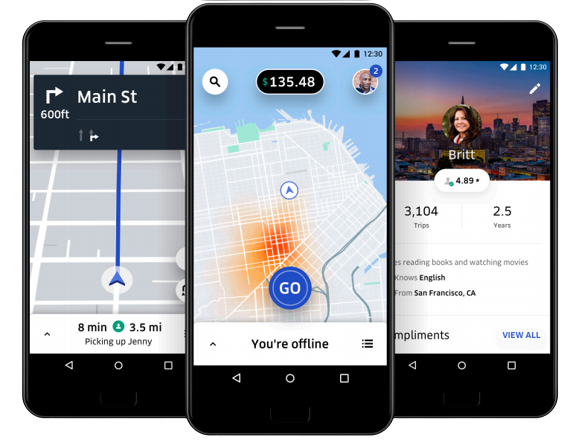 Main St
600ft
8 min 3.5 mi
Picking up Jenny
12:30
$135.48
2
GO
You're offline
12:30
Britt
4.89
3,104
Trips
2.5
Years
es reading books and watching movies
Knows English
From San Francisco, CA
mpliments
VIEW ALL